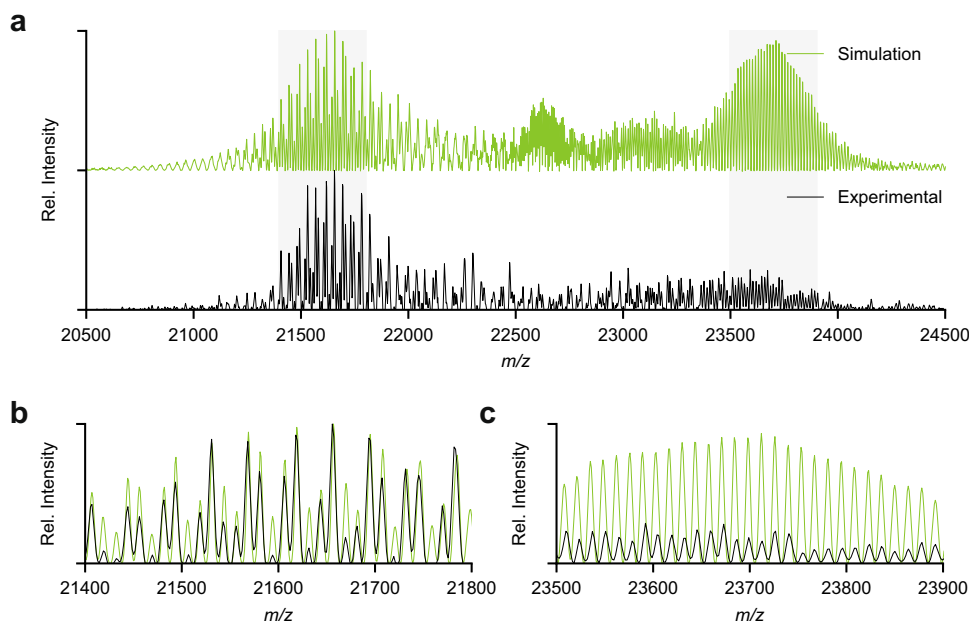 a
Simulation
Experimental
Rel. Intensity
20500 21000 21500 22000 22500 23000 23500 24000 24500
m/z
b
Rel. Intensity
21400 21500 21600 21700 21800
m/z
c
Rel. Intensity
23500 23600 23700 23800 23900
m/z